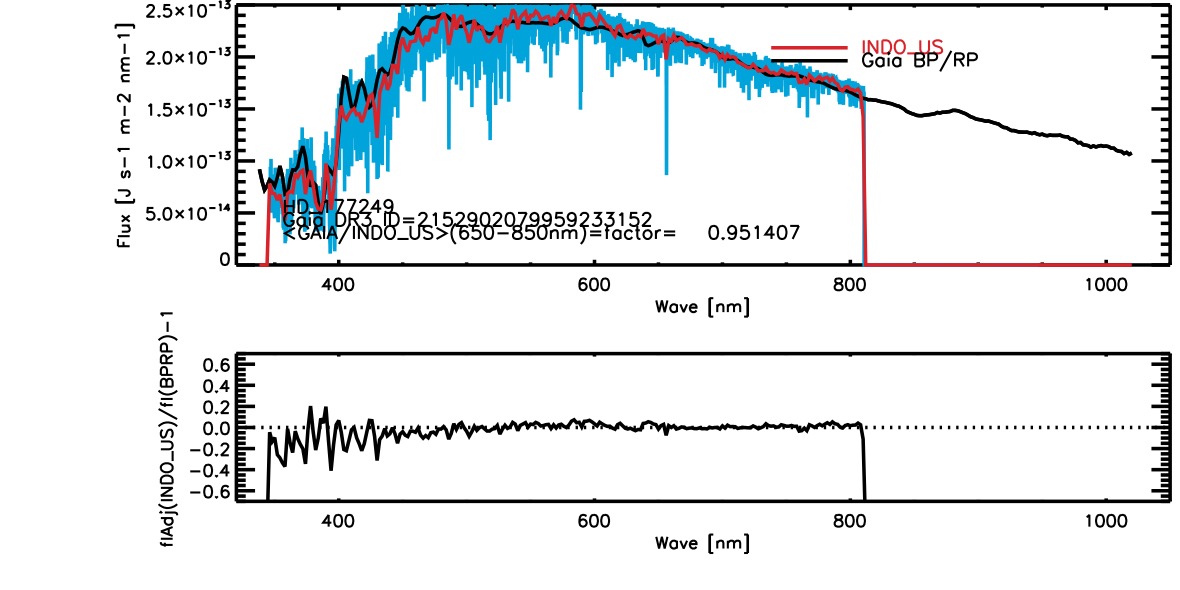 2.5×10⁻¹³
2.0×10⁻¹³
1.5×10⁻¹³
1.0×10⁻¹³
5.0×10⁻¹⁴
0
Flux [J s-1 m-2 nm-1]
INDO_US
Gaia BP/RP
HD_177249
Gaia DR3 ID=2152902079959233152
<GAIA/INDO_US>(650-850nm)=factor= 0.951407
400 600 800 1000
Wave [nm]
flAdj(INDO_US)/fl(BPRP)-1
0.6
0.4
0.2
0.0
-0.2
-0.4
-0.6
400 600 800 1000
Wave [nm]